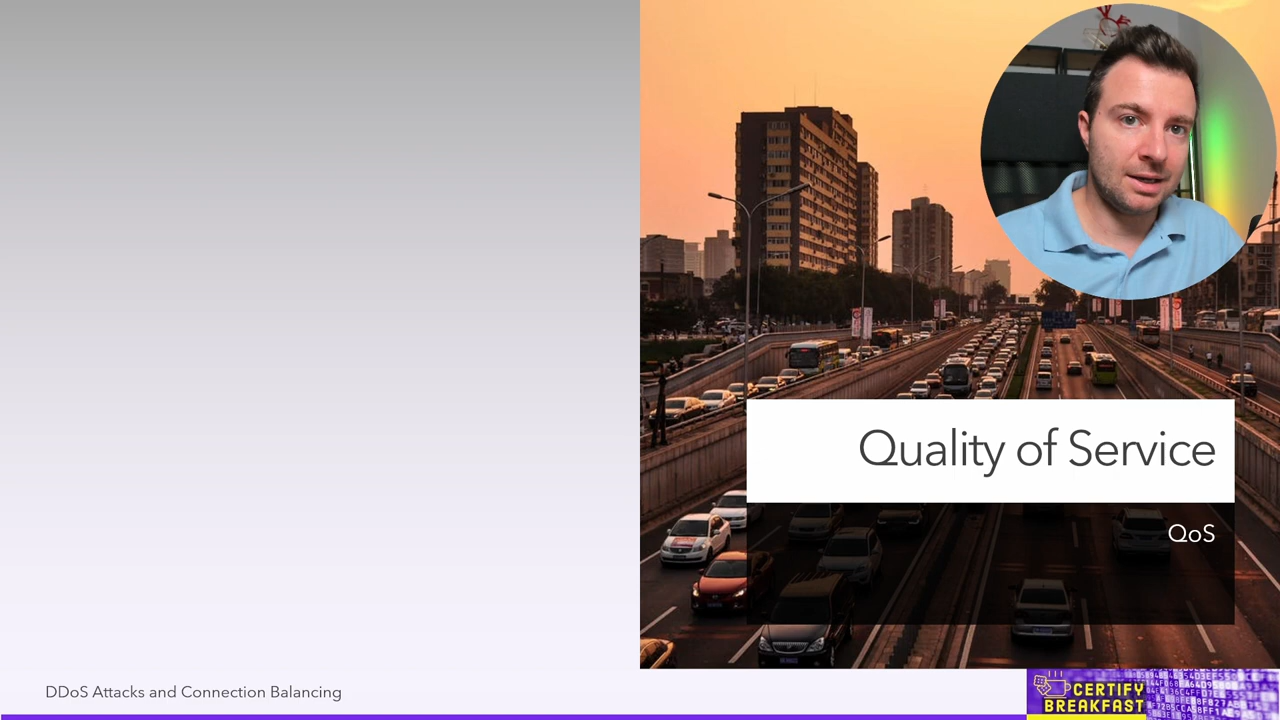 Quality of Service
QoS
DDoS Attacks and Connection Balancing
CERTIFY
BREAKFAST